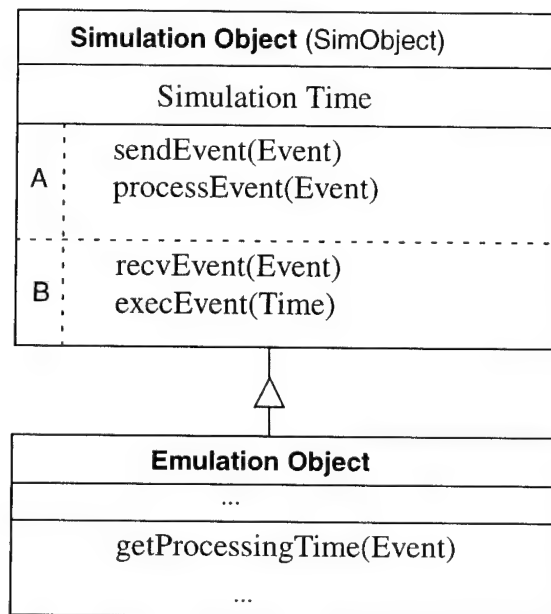 Simulation Object (SimObject)
Simulation Time
A
sendEvent(Event)
processEvent(Event)
B
recvEvent(Event)
execEvent(Time)
Emulation Object
...
getProcessingTime(Event)
...